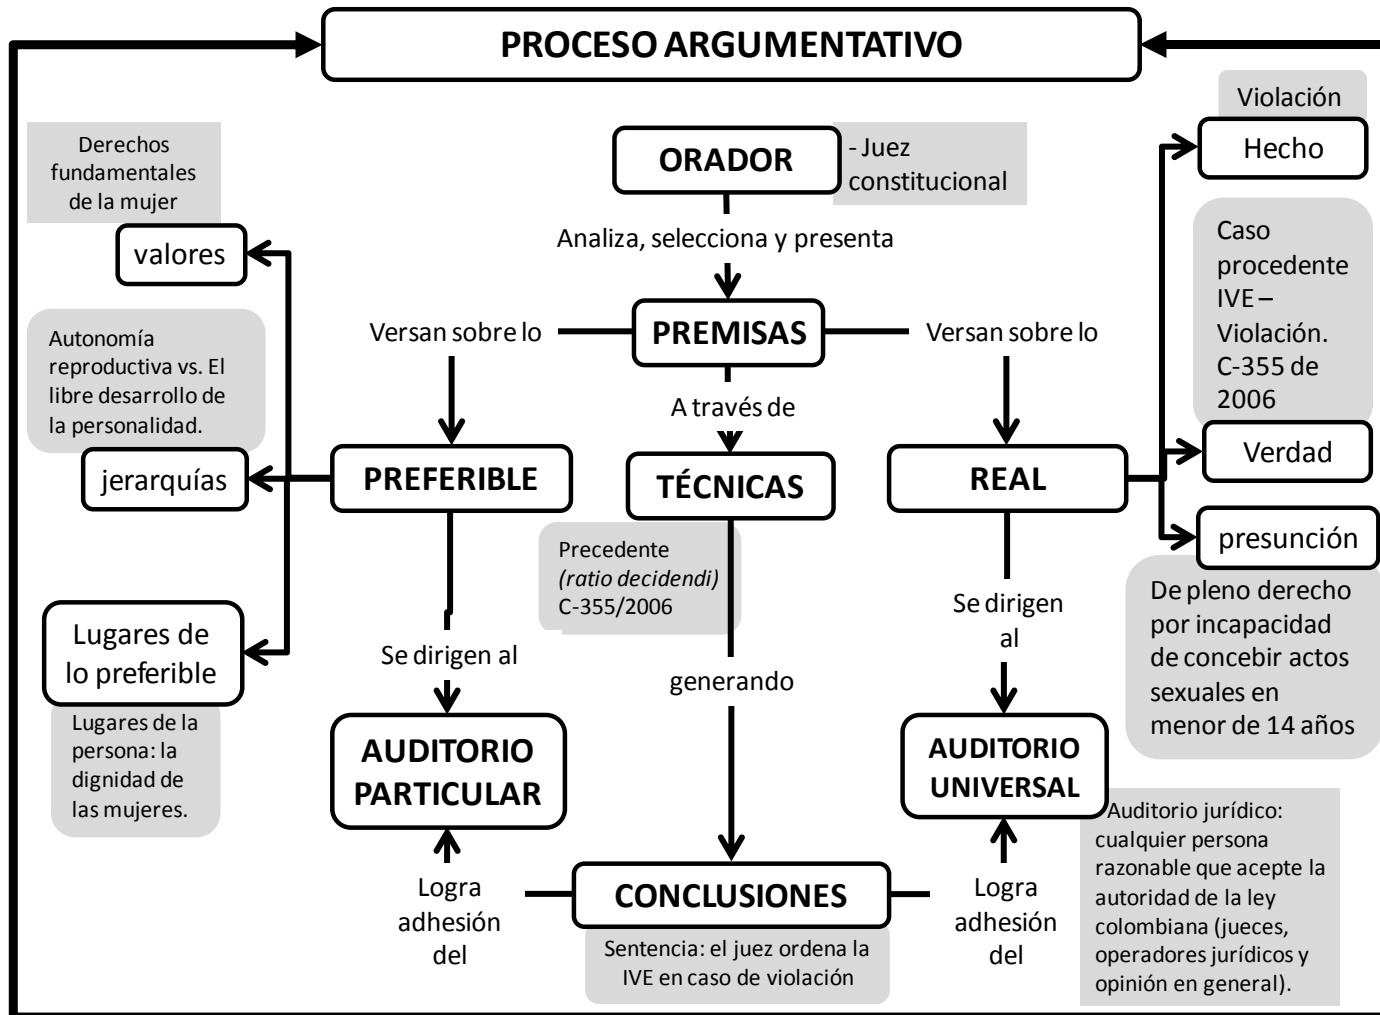 PROCESO ARGUMENTATIVO
Violación
Hecho
Derechos
fundamentales
de la mujer
valores
ORADOR
- Juez
constitucional
Analiza, selecciona y presenta
Caso
procedente
IVE –
Violación.
C-355 de
2006
Verdad
Versan sobre lo
PREMISAS
Versan sobre lo
Autonomía
reproductiva vs. El
libre desarrollo de
la personalidad.
jerarquías
A través de
PREFERIBLE
TÉCNICAS
REAL
presunción
De pleno derecho
por incapacidad
de concebir actos
sexuales en
menor de 14 años
Precedente
(ratio decidendi)
C-355/2006
Lugares de
lo preferible
Lugares de la
persona: la
dignidad de
las mujeres.
Se dirigen al
generando
Se dirigen
al
AUDITORIO
PARTICULAR
AUDITORIO
UNIVERSAL
Auditorio jurídico:
cualquier persona
razonable que acepte la
autoridad de la ley
colombiana (jueces,
operadores jurídicos y
opinión en general).
Logra
adhesión
del
CONCLUSIONES
Logra
adhesión
del
Sentencia: el juez ordena la
IVE en caso de violación